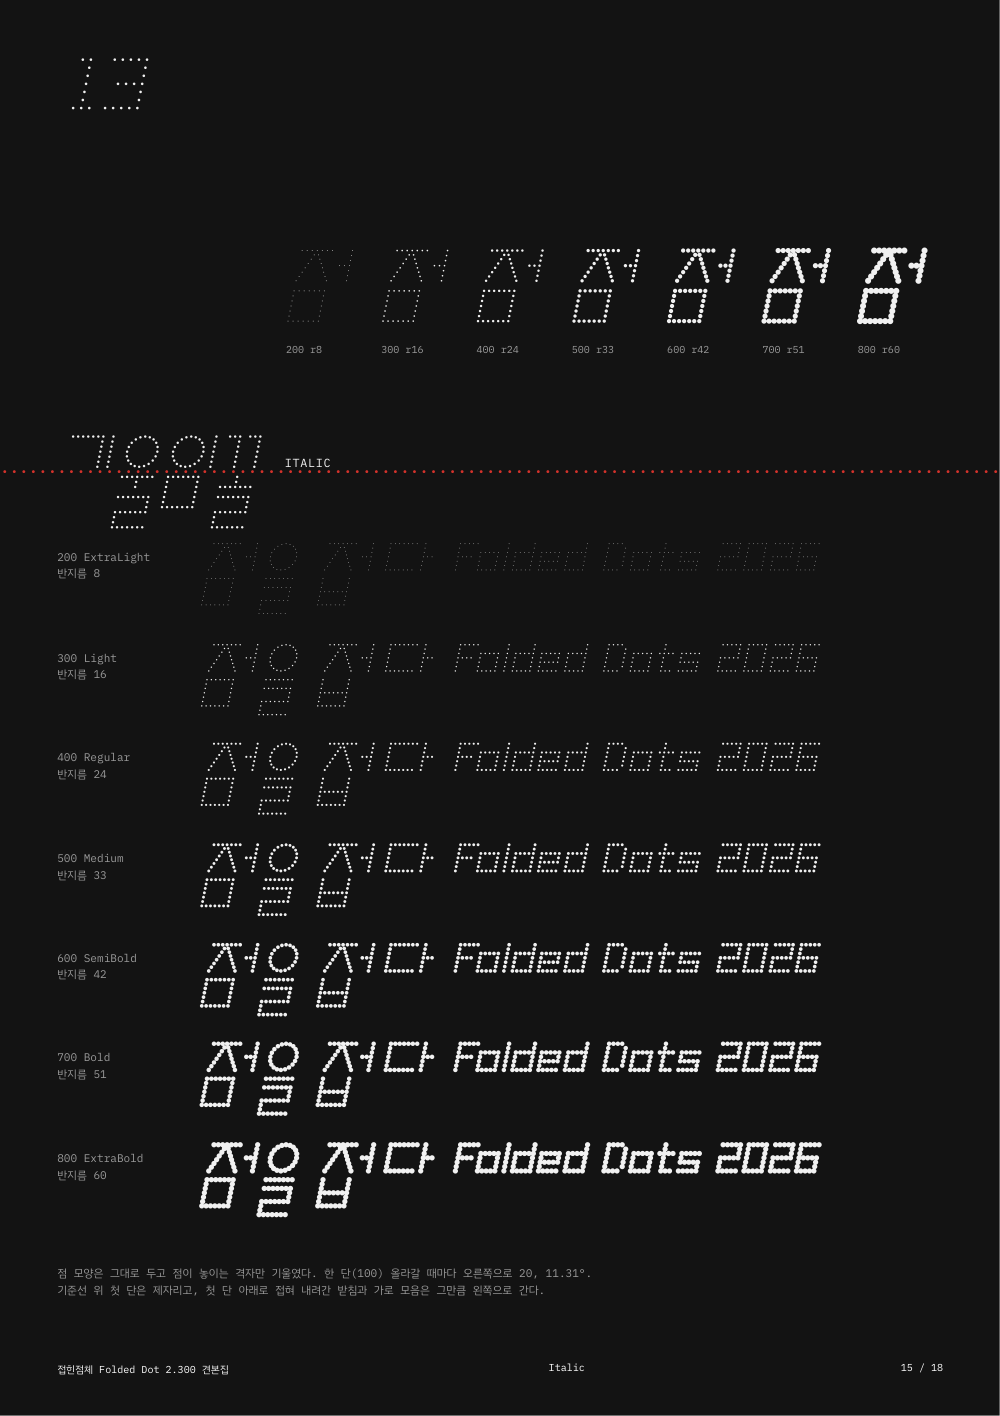 13
점 점 점 점 점 점 점
200 r8 300 r16 400 r24 500 r33 600 r42 700 r51 800 r60
기울임꼴 ITALIC
200 ExtraLight
반지름 8
점을 접다 Folded Dots 2026
300 Light
반지름 16
점을 접다 Folded Dots 2026
400 Regular
반지름 24
점을 접다 Folded Dots 2026
500 Medium
반지름 33
점을 접다 Folded Dots 2026
600 SemiBold
반지름 42
점을 접다 Folded Dots 2026
700 Bold
반지름 51
점을 접다 Folded Dots 2026
800 ExtraBold
반지름 60
점을 접다 Folded Dots 2026
점 모양은 그대로 두고 점이 놓이는 격자만 기울였다. 한 단(100) 올라갈 때마다 오른쪽으로 20, 11.31°.
기준선 위 첫 단은 제자리고, 첫 단 아래로 접혀 내려간 받침과 가로 모음은 그만큼 왼쪽으로 간다.
접힌점체 Folded Dot 2.300 견본집 Italic 15 / 18